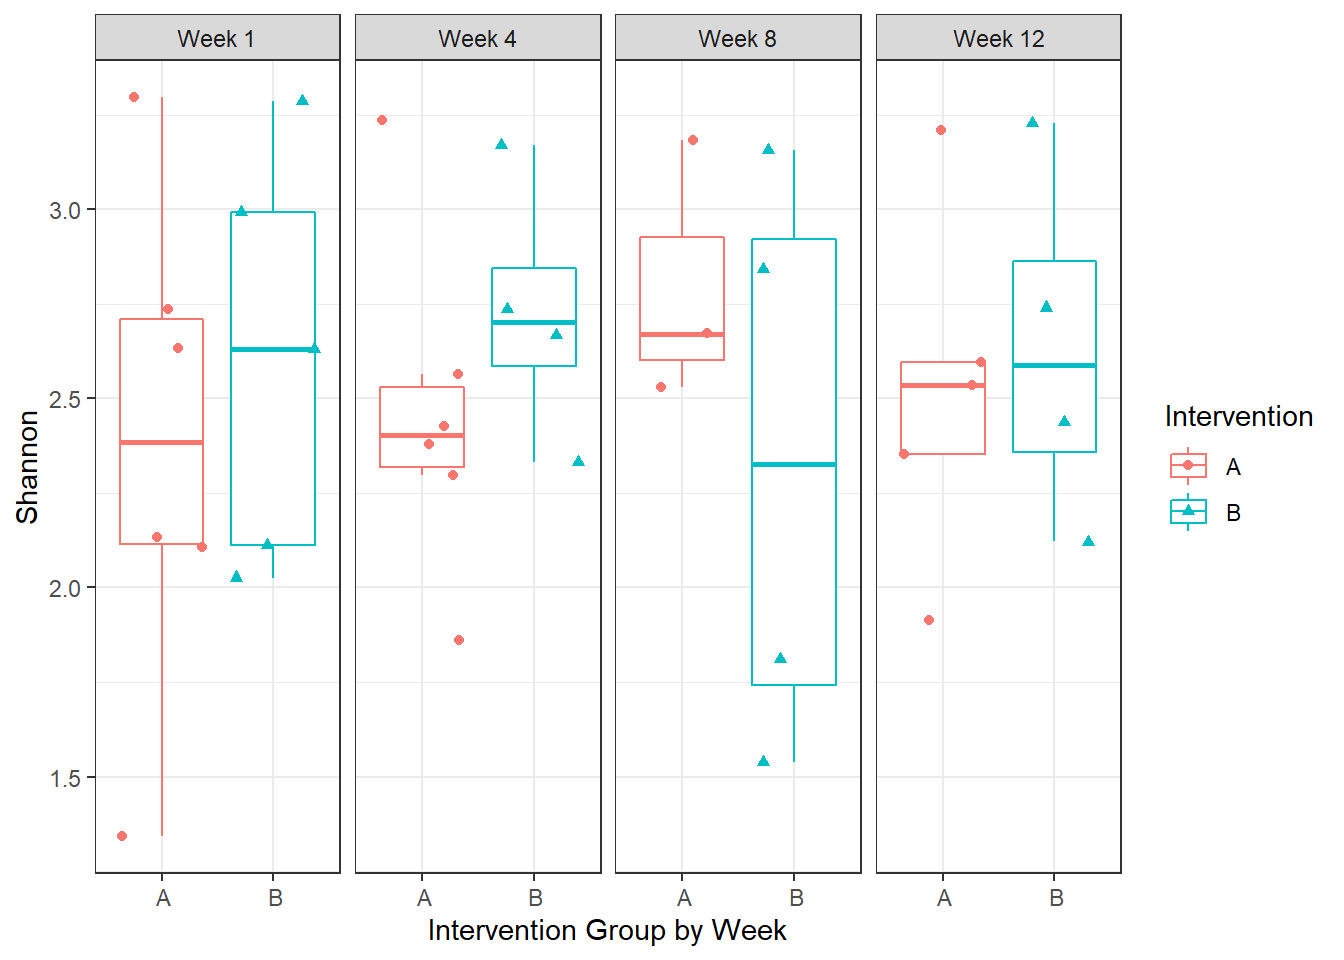 Week 1
Week 4
Week 8
Week 12
3.0
2.5
2.0
1.5
Shannon
A
B
A
B
A
B
A
B
Intervention Group by Week
Intervention
A
B